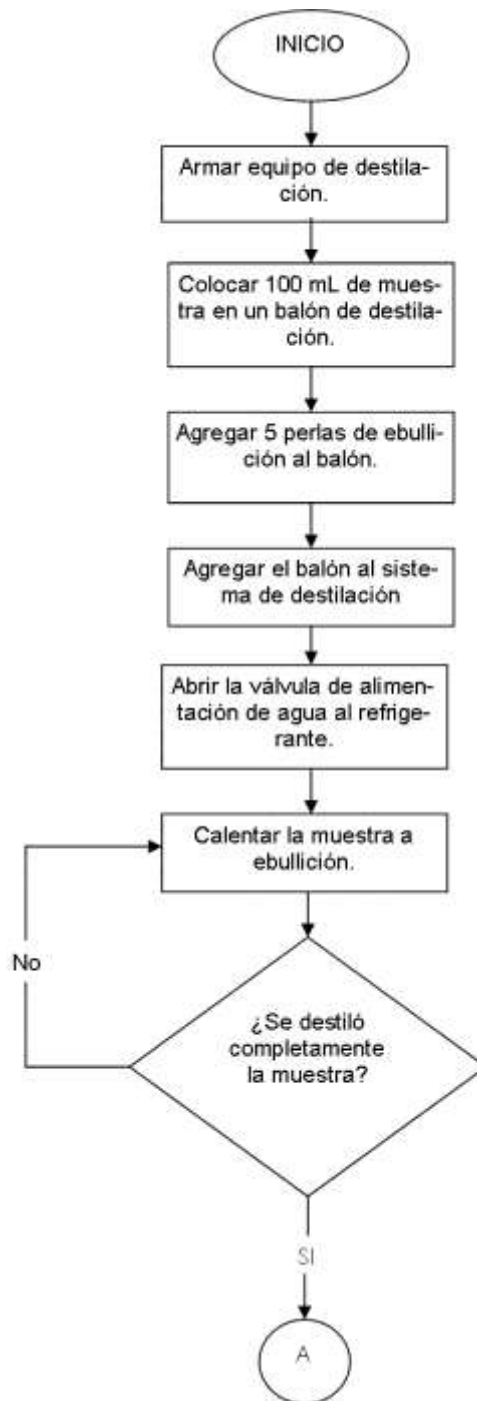 INICIO
Armar equipo de destila-
ción.
Colocar 100 mL de mues-
tra en un balón de destila-
ción.
Agregar 5 perlas de ebulli-
ción al balón.
Agregar el balón al siste-
ma de destilación
Abrir la válvula de alimen-
tación de agua al refrige-
rante.
Calentar la muestra a
ebullición.
No
¿Se destiló
completamente
la muestra?
SI
A